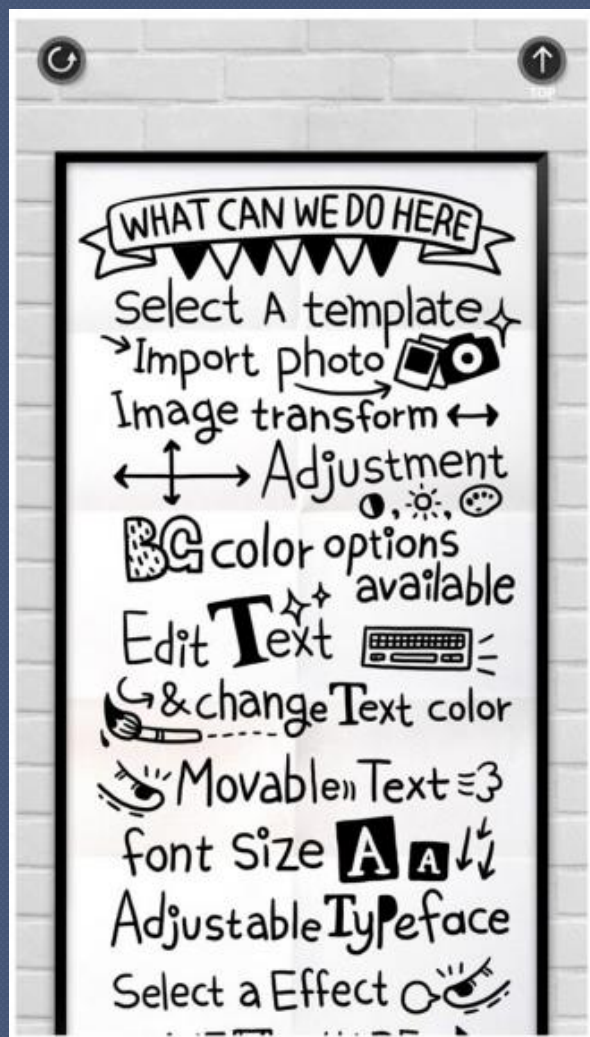 TOP
WHAT CAN WE DO HERE
Select A template
Import photo
Image transform
Adjustment
BG color options
available
Edit Text
& change Text color
Movable Text
font Size A A
Adjustable Typeface
Select a Effect